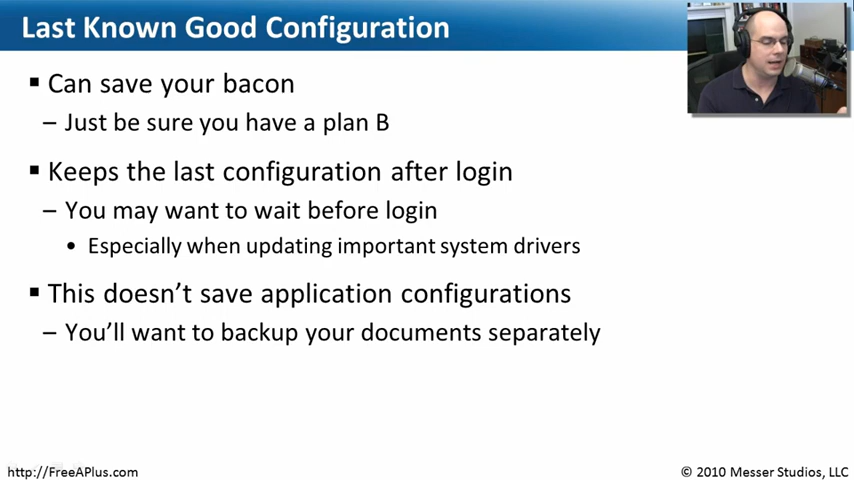 Last Known Good Configuration
▪ Can save your bacon
– Just be sure you have a plan B
▪ Keeps the last configuration after login
– You may want to wait before login
• Especially when updating important system drivers
▪ This doesn’t save application configurations
– You’ll want to backup your documents separately
http://FreeAPlus.com
© 2010 Messer Studios, LLC